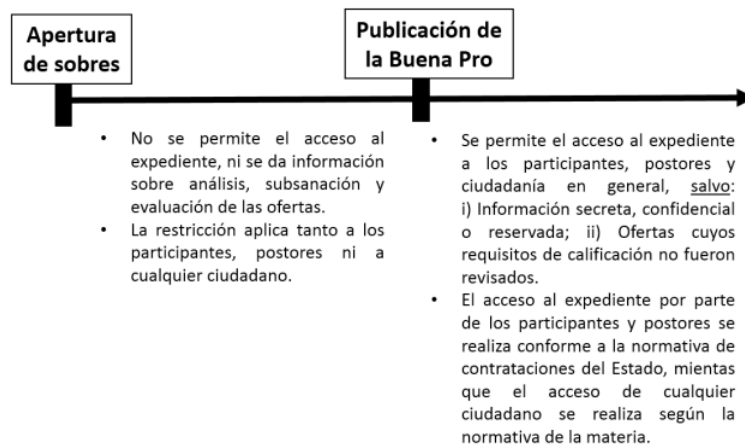 Apertura
de sobres
Publicación de
la Buena Pro
• No se permite el acceso al
expediente, ni se da información
sobre análisis, subsanación y
evaluación de las ofertas.
• La restricción aplica tanto a los
participantes, postores ni a
cualquier ciudadano.
• Se permite el acceso al expediente
a los participantes, postores y
ciudadanía en general, salvo:
i) Información secreta, confidencial
o reservada; ii) Ofertas cuyos
requisitos de calificación no fueron
revisados.
• El acceso al expediente por parte
de los participantes y postores se
realiza conforme a la normativa de
contrataciones del Estado, mientas
que el acceso de cualquier
ciudadano se realiza según la
normativa de la materia.